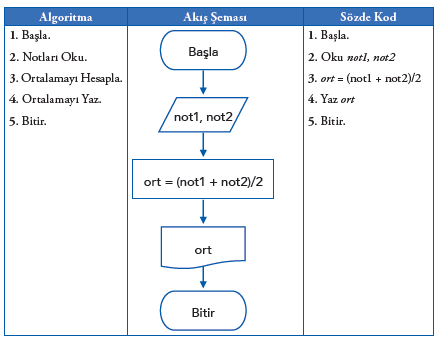 Algoritma
1. Başla.
2. Notları Oku.
3. Ortalamayı Hesapla.
4. Ortalamayı Yaz.
5. Bitir.
Akış Şeması
Başla
not1, not2
ort = (not1 + not2)/2
ort
Bitir
Sözde Kod
1. Başla.
2. Oku not1, not2
3. ort = (not1 + not2)/2
4. Yaz ort
5. Bitir.